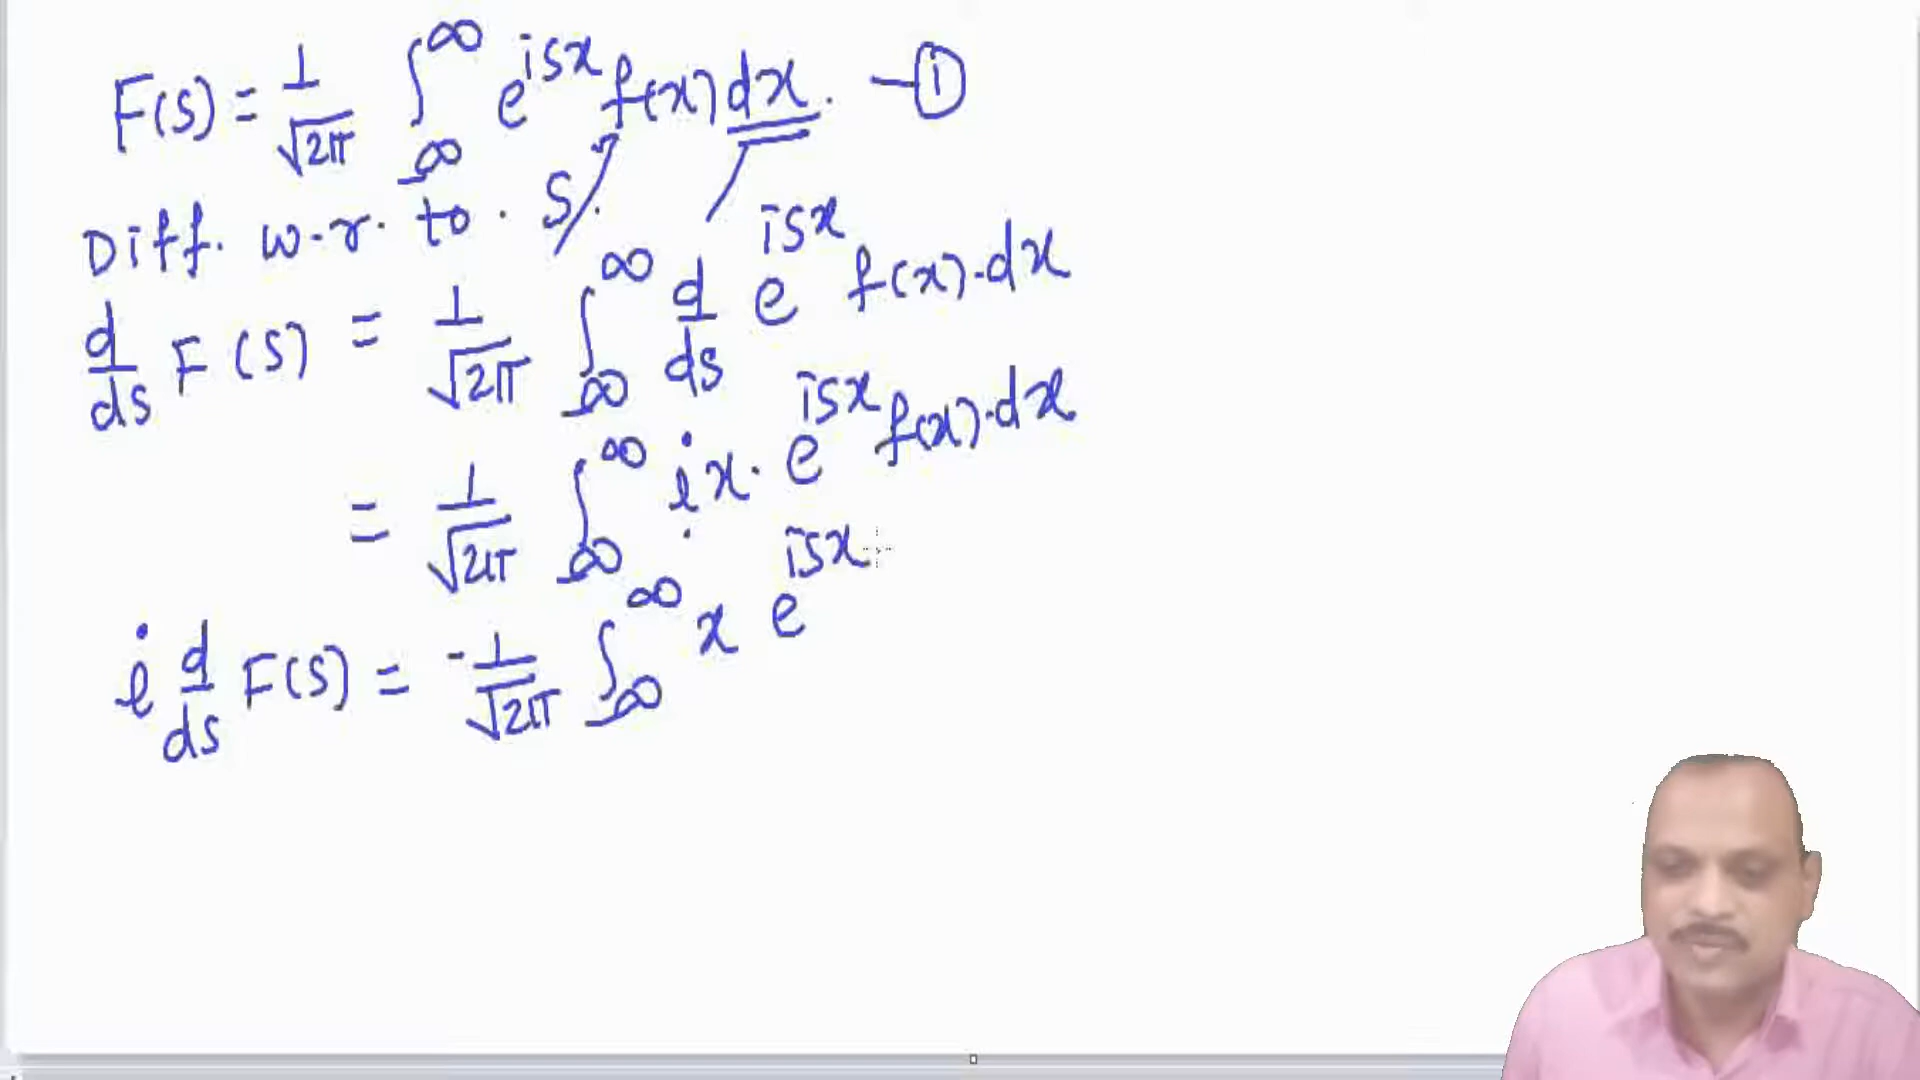 F(s) = 1/√2π ∫_-∞^∞ e^isx f(x) dx. —①
Diff. w.r. to. s/.
d/ds F(s) = 1/√2π ∫_-∞^∞ d/ds e^isx f(x).dx
= 1/√2π ∫_-∞^∞ ix. e^isx f(x).dx
i d/ds F(s) = -1/√2π ∫_-∞^∞ x e^isx